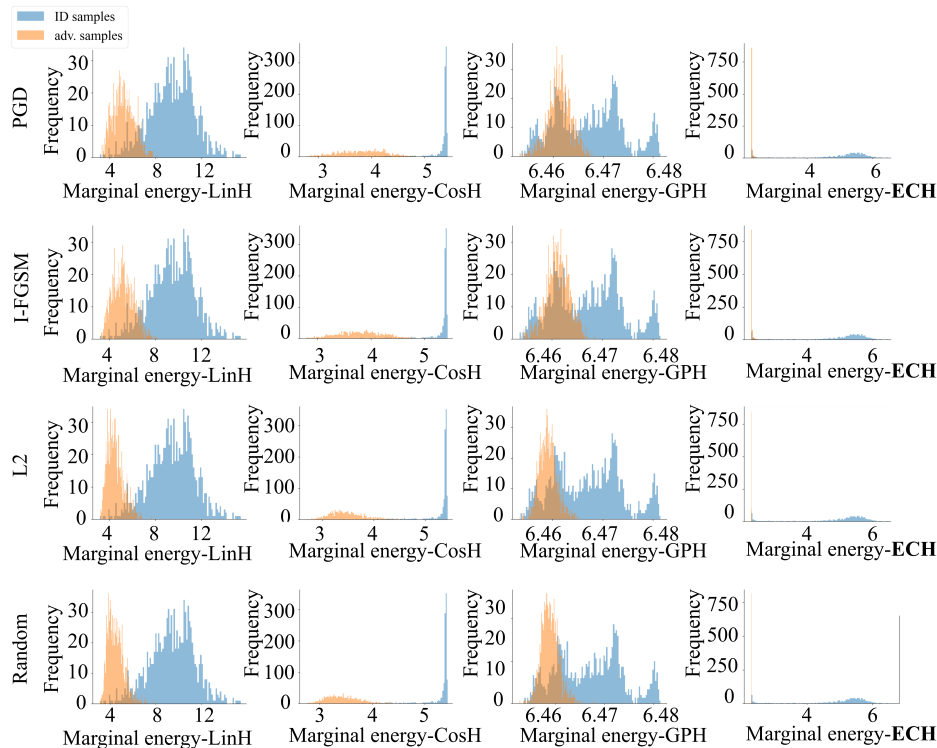 ID samples
adv. samples
PGD
Frequency
30
20
10
0
4 8 12
Marginal energy-LinH
Frequency
300
200
100
0
3 4 5
Marginal energy-CosH
Frequency
30
20
10
0
6.46 6.47 6.48
Marginal energy-GPH
Frequency
750
500
250
0
4 6
Marginal energy-ECH
I-FGSM
Frequency
30
20
10
0
4 8 12
Marginal energy-LinH
Frequency
300
200
100
0
3 4 5
Marginal energy-CosH
Frequency
30
20
10
0
6.46 6.47 6.48
Marginal energy-GPH
Frequency
750
500
250
0
4 6
Marginal energy-ECH
L2
Frequency
30
20
10
0
4 8 12
Marginal energy-LinH
Frequency
300
200
100
0
3 4 5
Marginal energy-CosH
Frequency
30
20
10
0
6.46 6.47 6.48
Marginal energy-GPH
Frequency
750
500
250
0
4 6
Marginal energy-ECH
Random
Frequency
30
20
10
0
4 8 12
Marginal energy-LinH
Frequency
300
200
100
0
3 4 5
Marginal energy-CosH
Frequency
30
20
10
0
6.46 6.47 6.48
Marginal energy-GPH
Frequency
750
500
250
0
4 6
Marginal energy-ECH